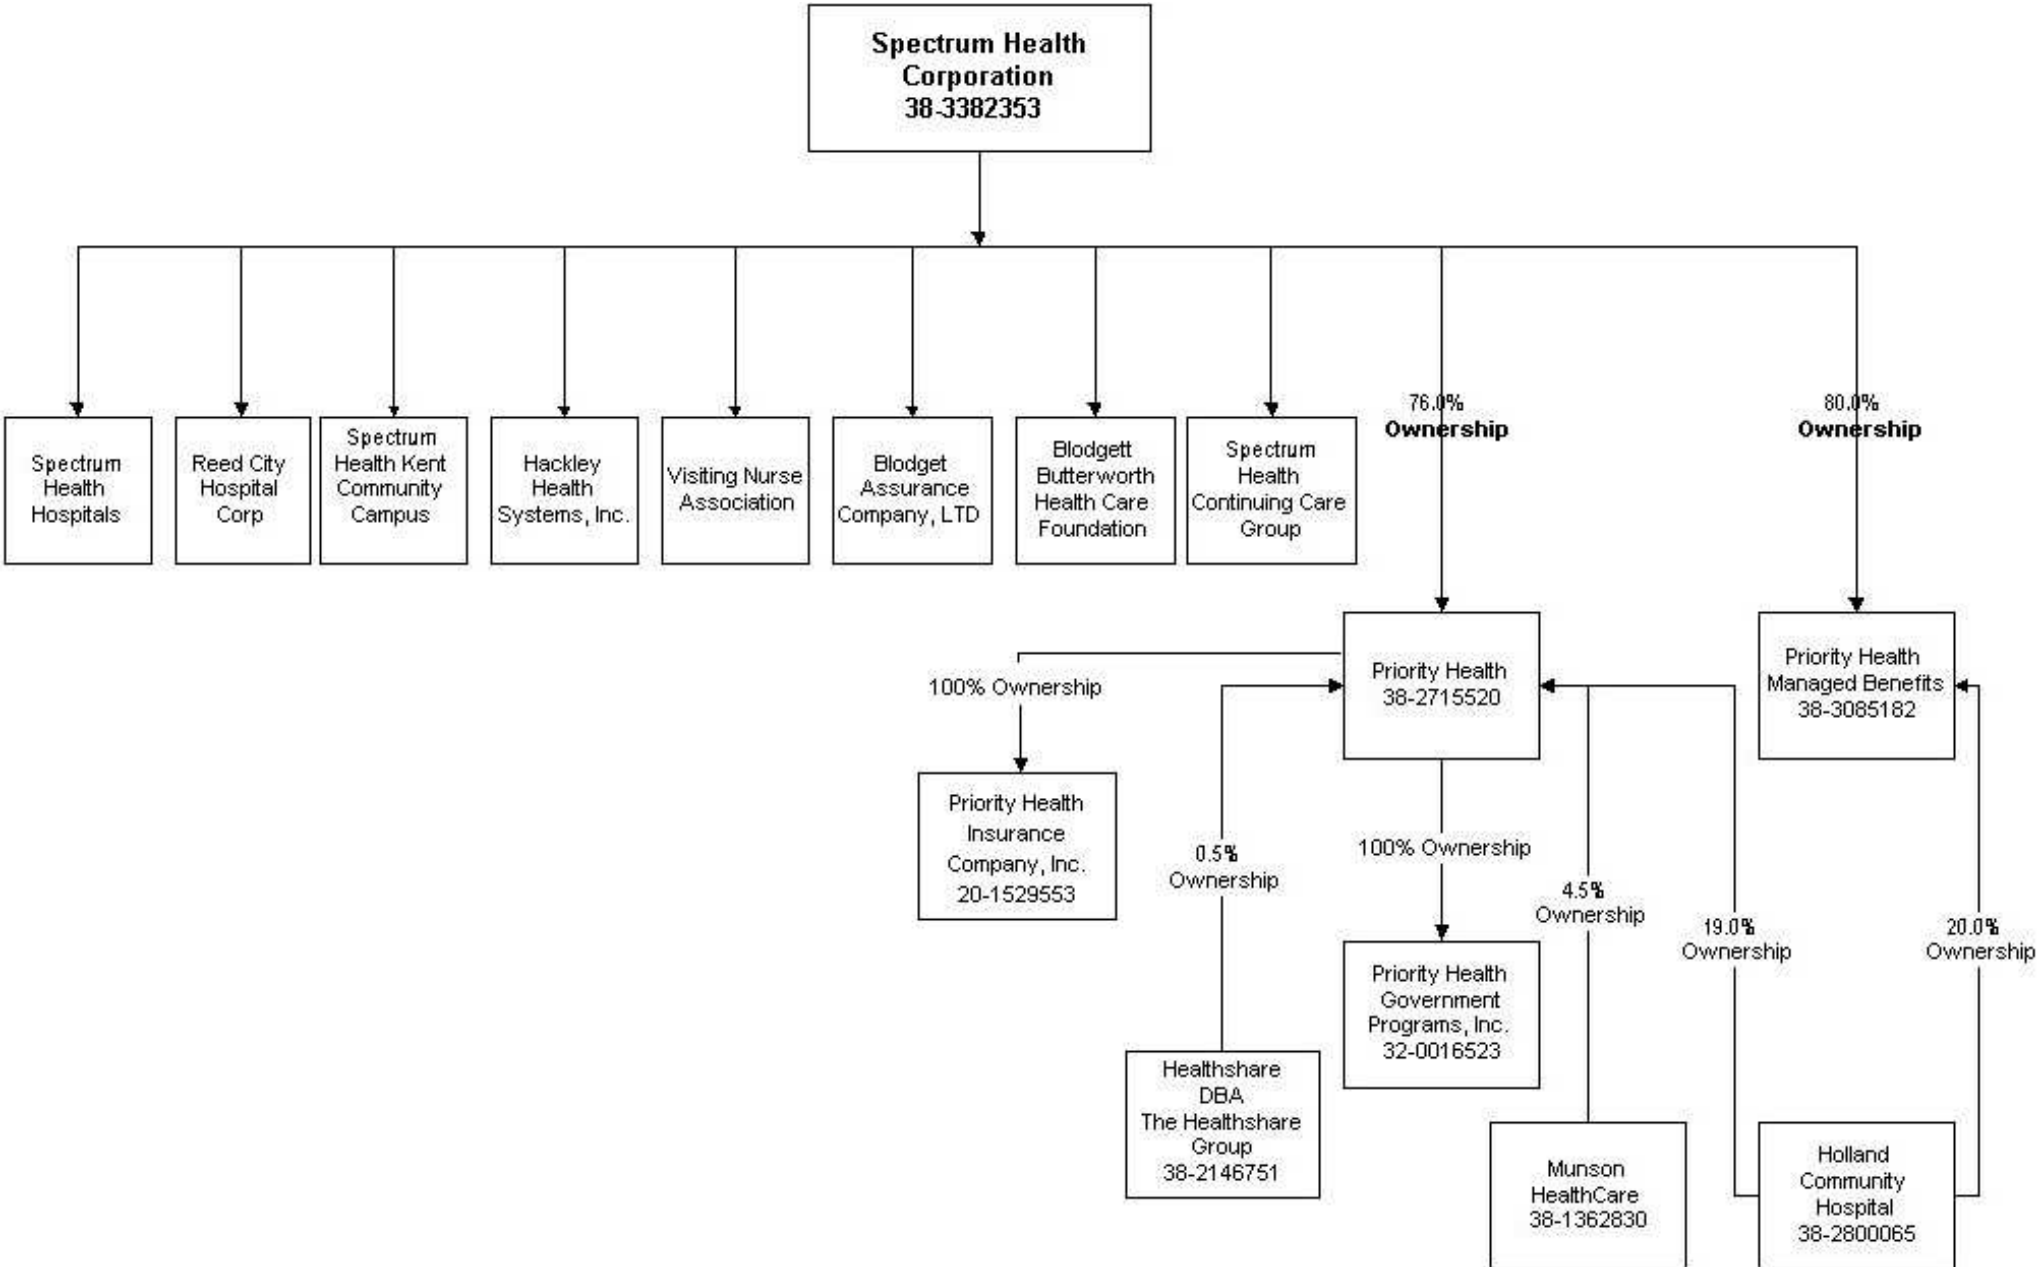 Spectrum Health
Corporation
38-3382353
Spectrum
Health
Hospitals
Reed City
Hospital
Corp
Spectrum
Health Kent
Community
Campus
Hackley
Health
Systems, Inc.
Visiting Nurse
Association
Blodget
Assurance
Company, LTD
Blodgett
Butterworth
Health Care
Foundation
Spectrum
Health
Continuing Care
Group
76.0%
Ownership
80.0%
Ownership
Priority Health
38-2715520
Priority Health
Managed Benefits
38-3085182
100% Ownership
Priority Health
Insurance
Company, Inc.
20-1529553
0.5%
Ownership
100% Ownership
4.5%
Ownership
19.0%
Ownership
20.0%
Ownership
Priority Health
Government
Programs, Inc.
32-0016523
Healthshare
DBA
The Healthshare
Group
38-2146751
Munson
HealthCare
38-1362830
Holland
Community
Hospital
38-2800065